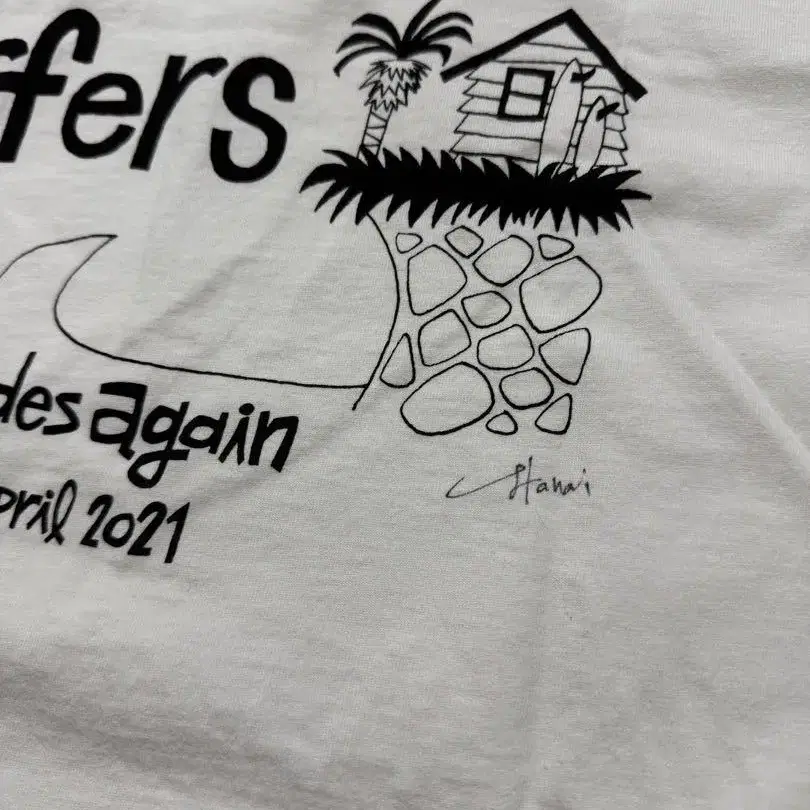 ffers
des again
pril 2021
Hanai